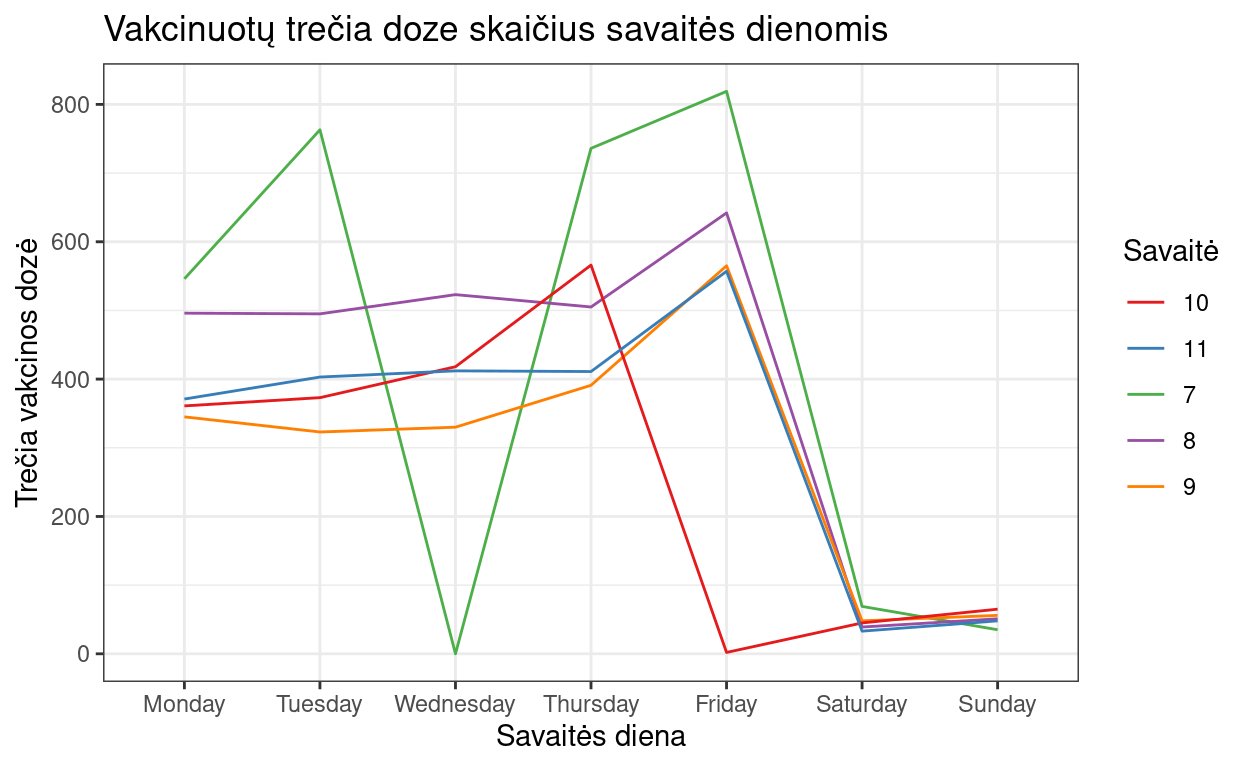 Vakcinuotų trečia doze skaičius savaitės dienomis
Trečia vakcinos dozė
800
600
400
200
0
Monday
Tuesday
Wednesday
Thursday
Friday
Saturday
Sunday
Savaitės diena
Savaitė
10
11
7
8
9